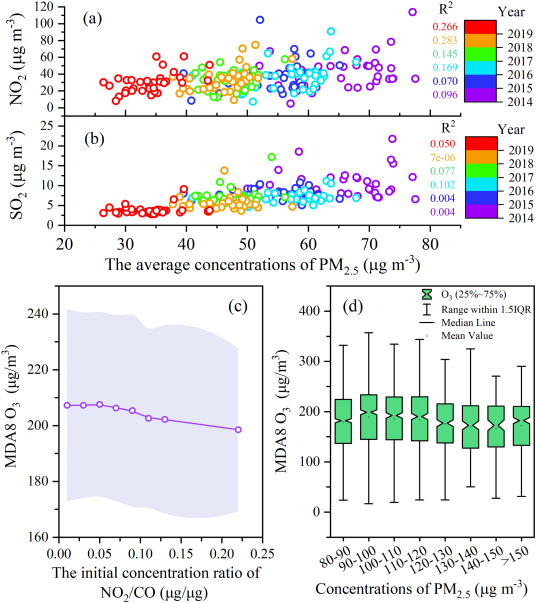 (a)
R²
Year
NO₂ (μg m⁻³)
120
100
80
60
40
20
0
0.266
0.283
0.145
0.169
0.070
0.096
2019
2018
2017
2016
2015
2014
(b)
R²
Year
SO₂ (μg m⁻³)
25
20
15
10
5
0
0.050
7e-06
0.077
0.102
0.004
0.004
2019
2018
2017
2016
2015
2014
20 30 40 50 60 70 80
The average concentrations of PM₂.₅ (μg m⁻³)
(c)
MDA8 O₃ (μg/m³)
240
220
200
180
160
0.00 0.05 0.10 0.15 0.20 0.25
The initial concentration ratio of
NO₂/CO (μg/μg)
(d)
O₃ (25%~75%)
Range within 1.5IQR
Median Line
Mean Value
MDA8 O₃ (μg/m³)
400
300
200
100
0
80-90
90-100
100-110
110-120
120-130
130-140
140-150
>150
Concentrations of PM₂.₅ (μg m⁻³)